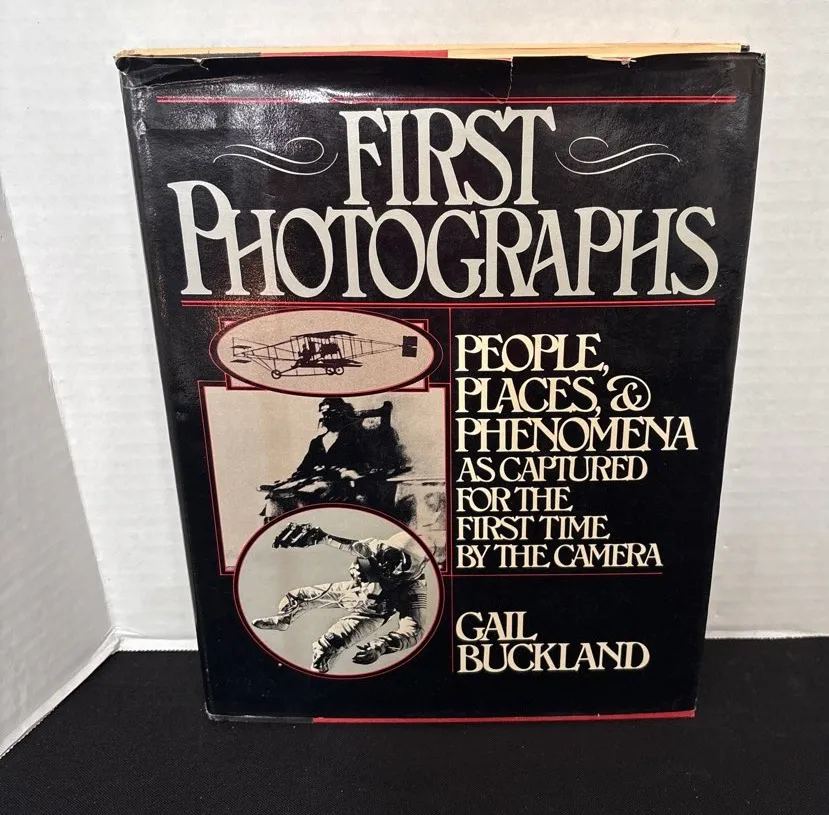 FIRST
PHOTOGRAPHS
PEOPLE,
PLACES, &
PHENOMENA
AS CAPTURED
FOR THE
FIRST TIME
BY THE CAMERA
GAIL
BUCKLAND